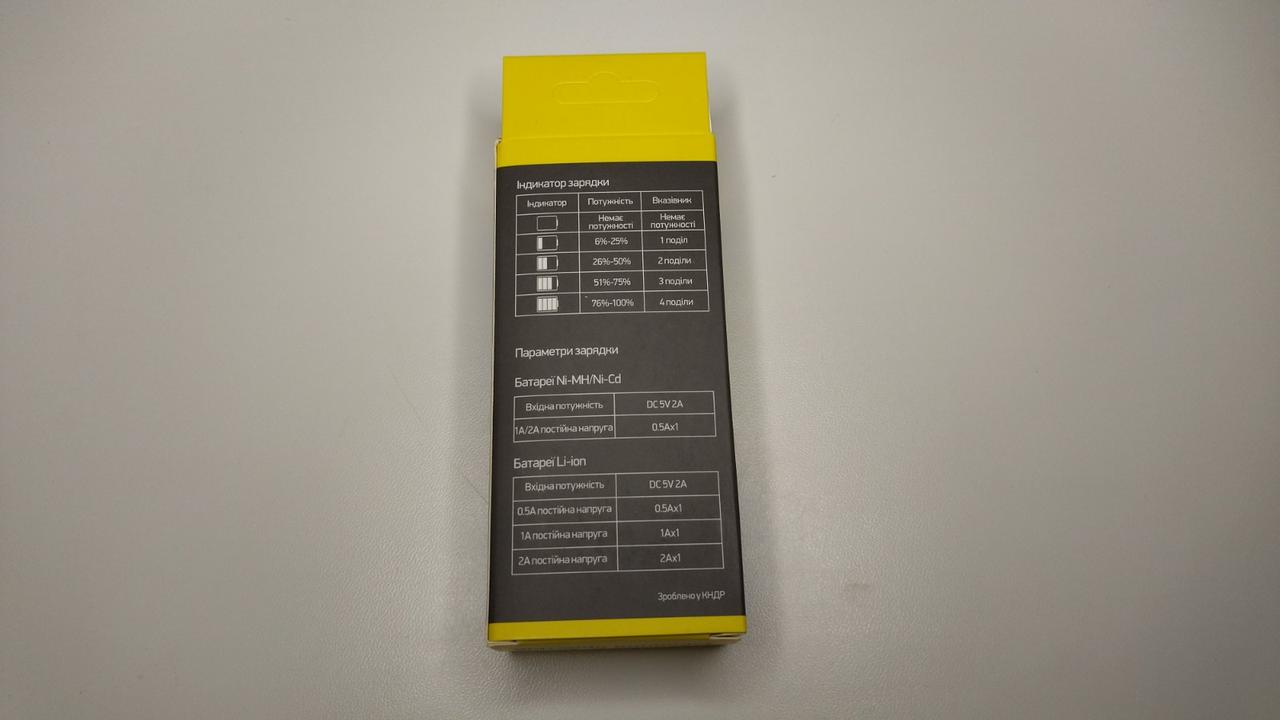 Індикатор зарядки
Індикатор Потужність Вказівник
Немає потужності Немає потужності
6%-25% 1 поділ
26%-50% 2 поділи
51%-75% 3 поділи
76%-100% 4 поділи
Параметри зарядки
Батареї Ni-MH/Ni-Cd
Вхідна потужність DC 5V 2A
1A/2A постійна напруга 0.5Ax1
Батареї Li-ion
Вхідна потужність DC 5V 2A
0.5A постійна напруга 0.5Ax1
1A постійна напруга 1Ax1
2A постійна напруга 2Ax1
Зроблено у КНДР